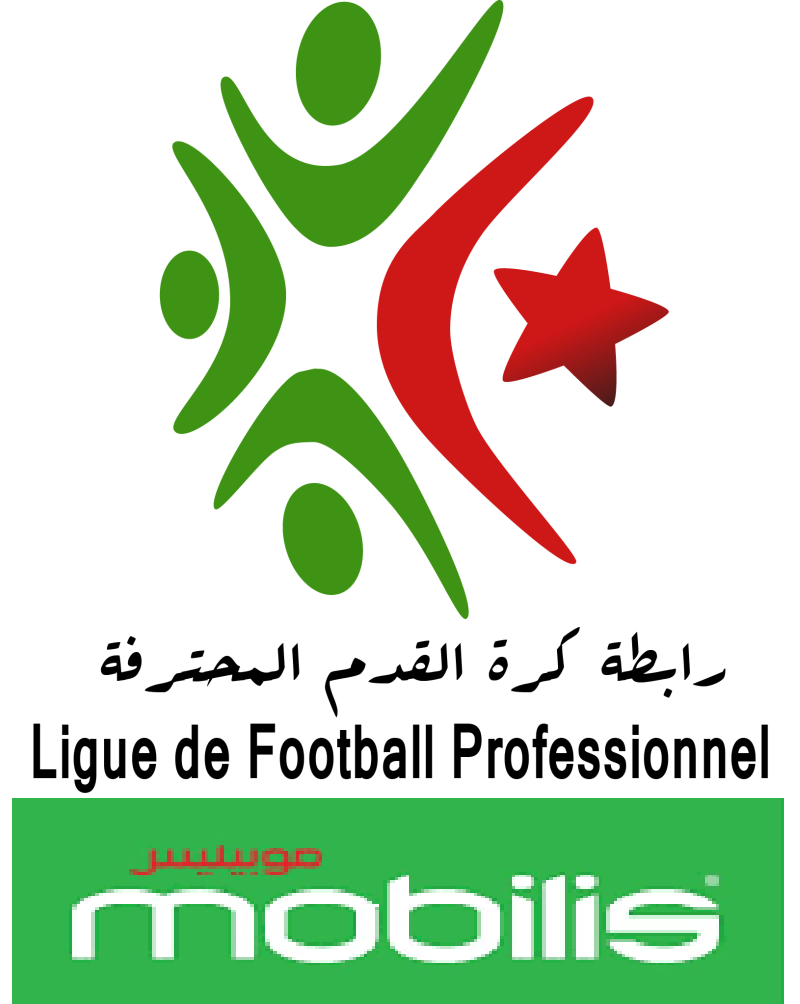 رابطة كرة القدم المحترفة
Ligue de Football Professionnel
موبيليس
mobilis